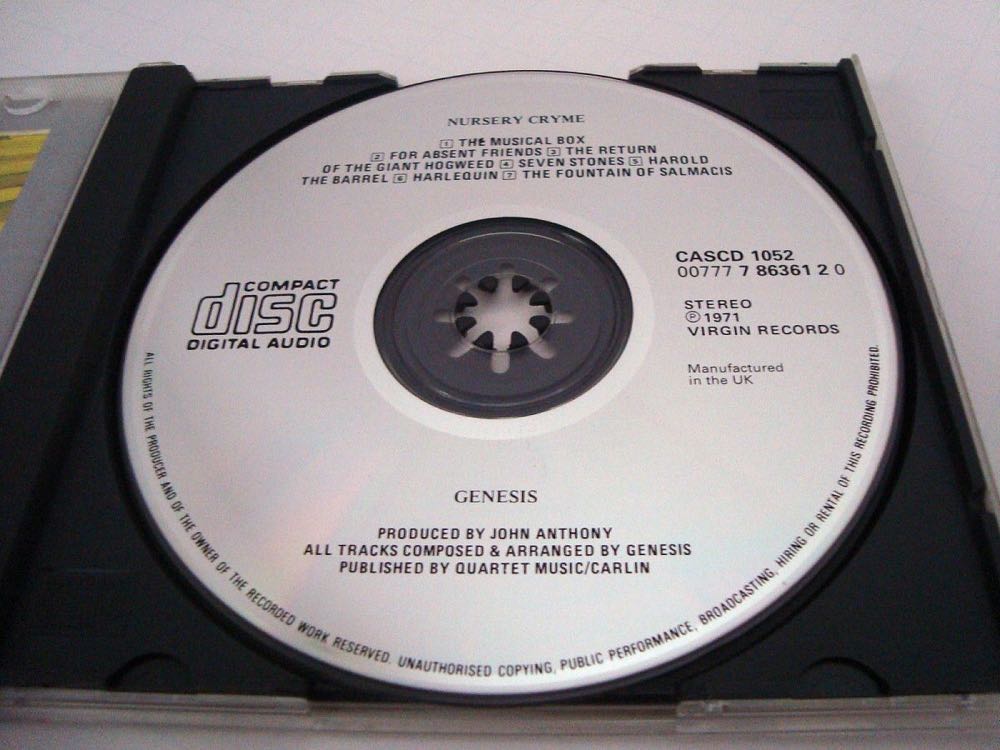 NURSERY CRYME
1 THE MUSICAL BOX
2 FOR ABSENT FRIENDS 3 THE RETURN
OF THE GIANT HOGWEED 4 SEVEN STONES 5 HAROLD
THE BARREL 6 HARLEQUIN 7 THE FOUNTAIN OF SALMACIS
COMPACT
disc
DIGITAL AUDIO
CASCD 1052
00777 7 86361 2 0
STEREO
℗ 1971
VIRGIN RECORDS
Manufactured
in the UK
GENESIS
PRODUCED BY JOHN ANTHONY
ALL TRACKS COMPOSED & ARRANGED BY GENESIS
PUBLISHED BY QUARTET MUSIC/CARLIN
ALL RIGHTS OF THE PRODUCER AND OF THE OWNER OF THE RECORDED WORK RESERVED. UNAUTHORISED COPYING, PUBLIC PERFORMANCE, BROADCASTING, HIRING OR RENTAL OF THIS RECORDING PROHIBITED.